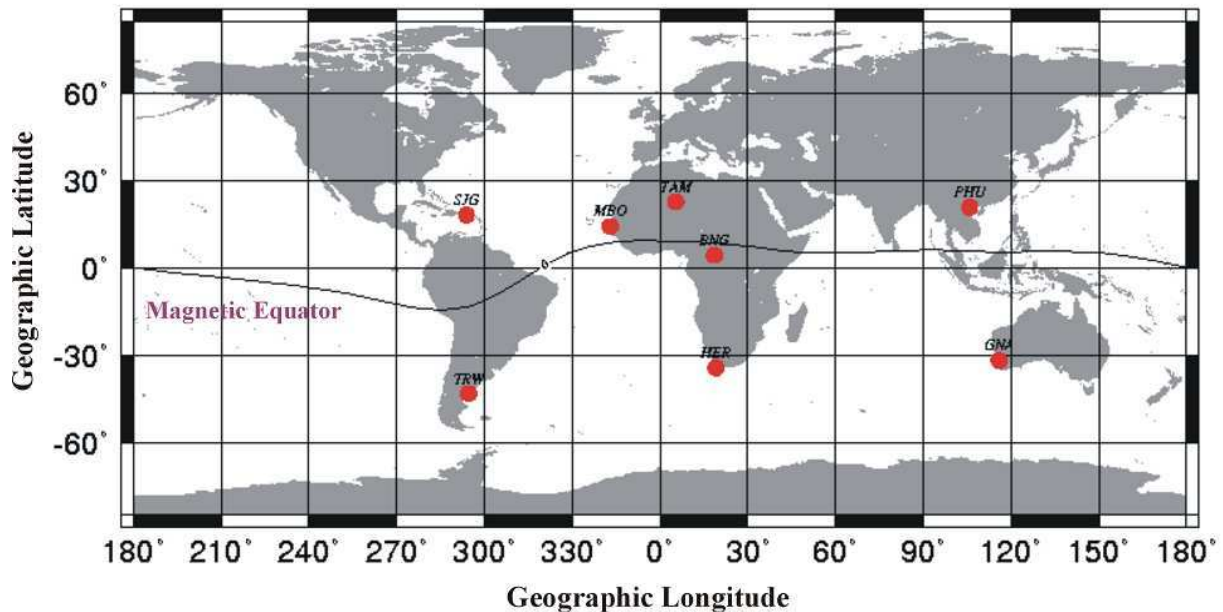 60°
30°
0°
-30°
-60°
Geographic Latitude
SJG
MBO
TAM
BNG
PHU
0
Magnetic Equator
TRW
HER
GNA
180° 210° 240° 270° 300° 330° 0° 30° 60° 90° 120° 150° 180°
Geographic Longitude